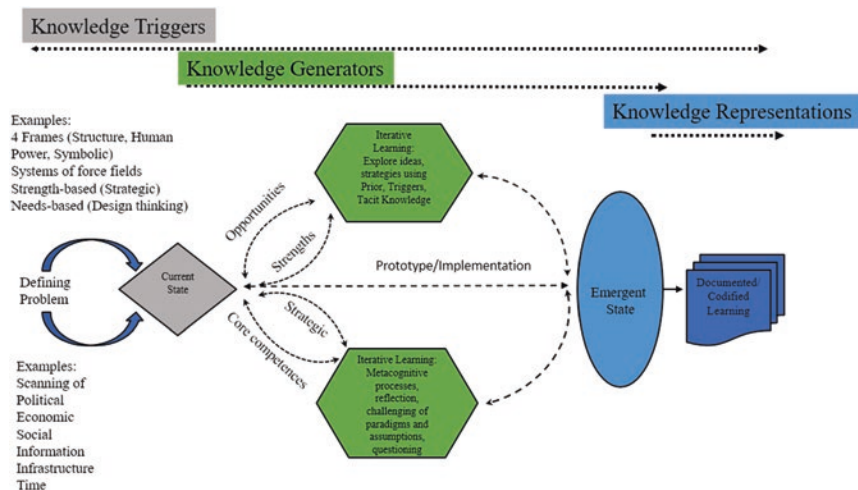 Knowledge Triggers
Knowledge Generators
Knowledge Representations
Examples:
4 Frames (Structure, Human
Power, Symbolic)
Systems of force fields
Strength-based (Strategic)
Needs-based (Design thinking)
Iterative
Learning:
Explore ideas,
strategies using
Prior, Triggers,
Tacit Knowledge
Opportunities
Strengths
Defining
Problem
Current
State
Prototype/Implementation
Emergent
State
Documented/
Codified
Learning
Strategic
Core competences
Iterative Learning:
Metacognitive
processes,
reflection,
challenging of
paradigms and
assumptions,
questioning
Examples:
Scanning of
Political
Economic
Social
Information
Infrastructure
Time